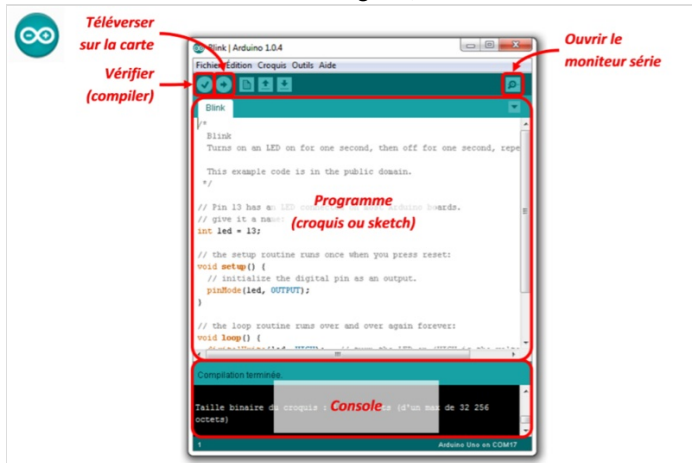 Téléverser
sur la carte
Vérifier
(compiler)
Ouvrir le
moniteur série
Blink | Arduino 1.0.4
Fichier Édition Croquis Outils Aide
Blink
/*
Blink
Turns on an LED on for one second, then off for one second, repe
This example code is in the public domain.
*/
// Pin 13 has an LED boards.
// give it a name:
int led = 13;
Programme
(croquis ou sketch)
// the setup routine runs once when you press reset:
void setup() {
// initialize the digital pin as an output.
pinMode(led, OUTPUT);
}
// the loop routine runs over and over again forever:
void loop() {
Compilation terminée.
Taille binaire du croquis : (d'un max de 32 256
octets)
Console
1
Arduino Uno en COM17